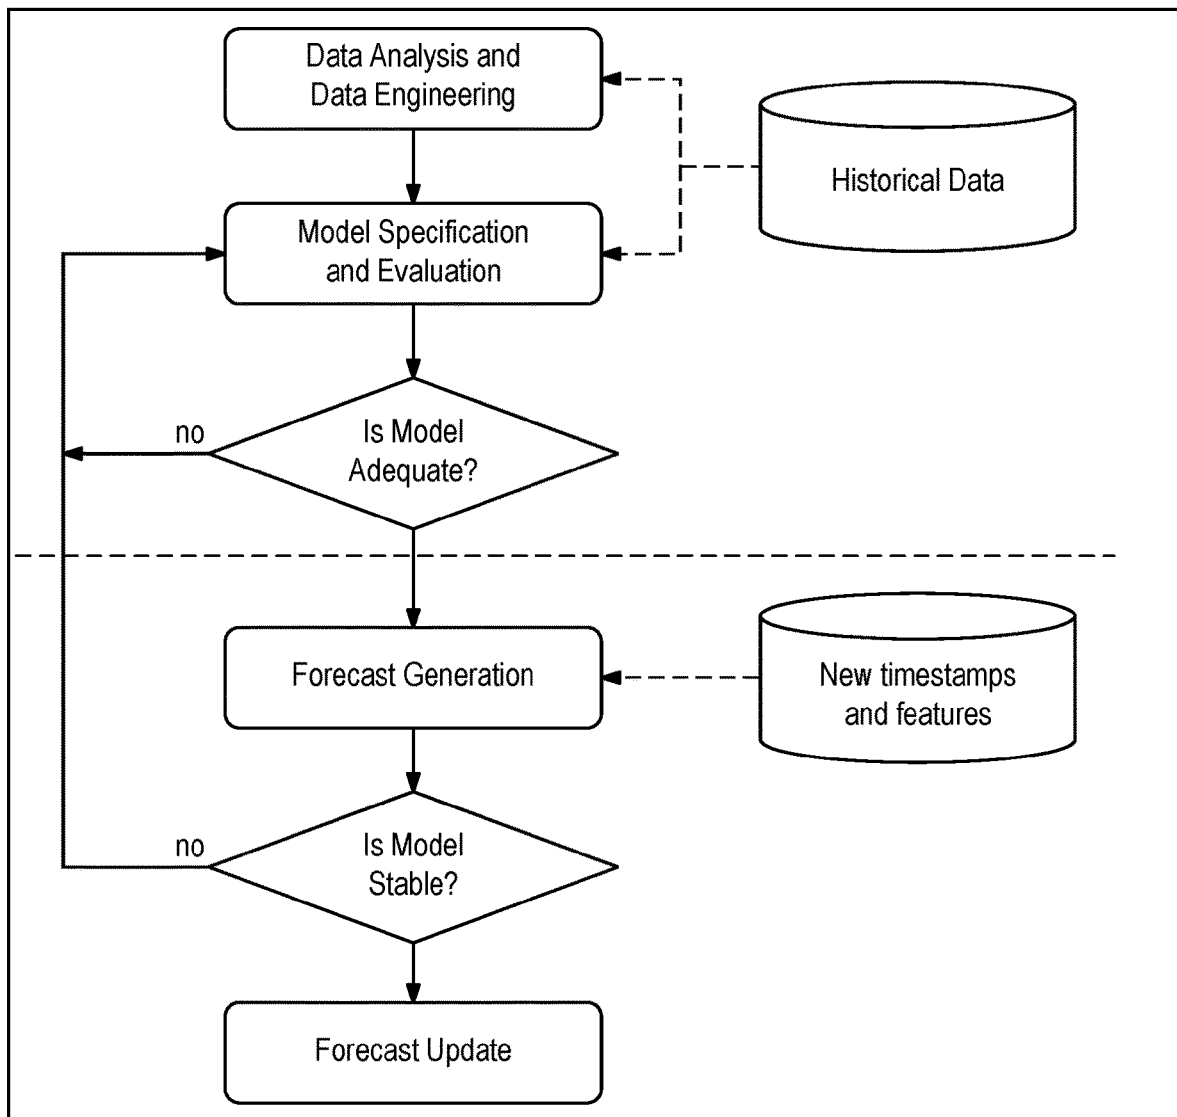 Data Analysis and
Data Engineering
Historical Data
Model Specification
and Evaluation
Is Model
Adequate?
no
Forecast Generation
New timestamps
and features
Is Model
Stable?
no
Forecast Update